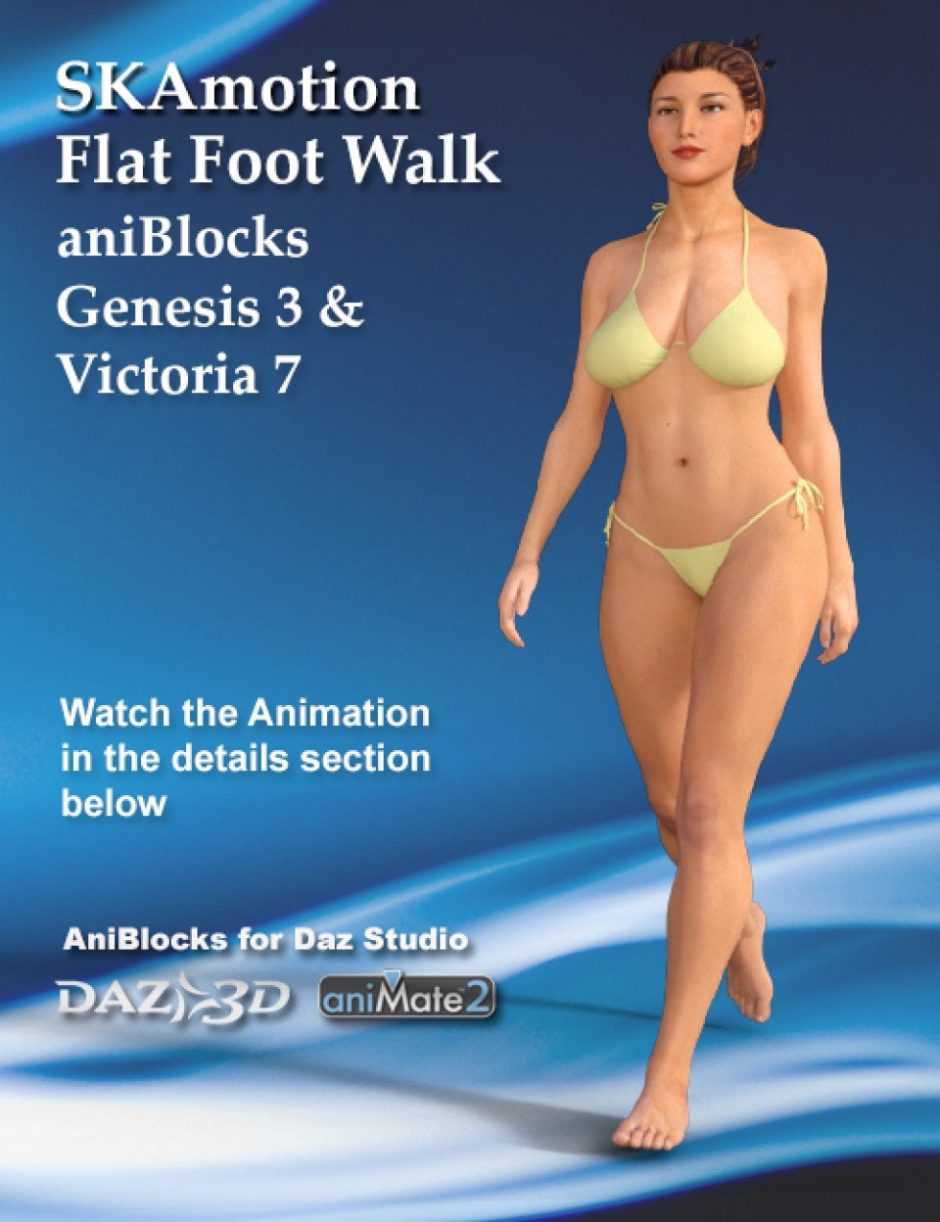 SKAmotion
Flat Foot Walk
aniBlocks
Genesis 3 &
Victoria 7
Watch the Animation
in the details section
below
AniBlocks for Daz Studio
DAZ 3D
aniMate™2